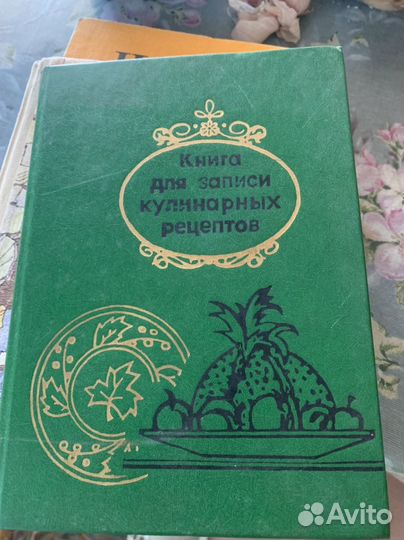 Книга
для записи
кулинарных
рецептов
Avito